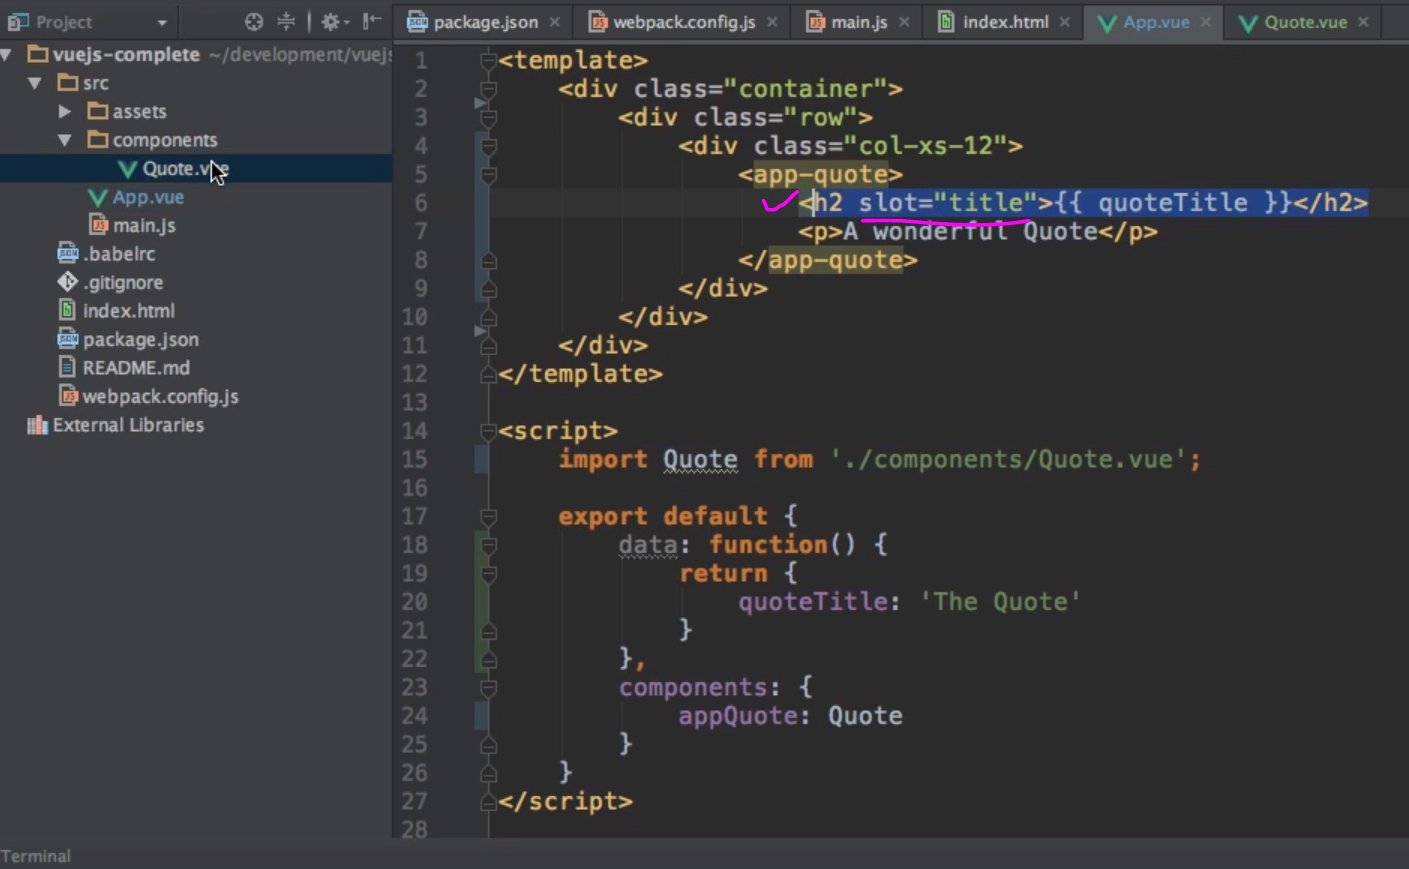 Project
package.json
webpack.config.js
main.js
index.html
App.vue
Quote.vue
vuejs-complete ~/development/vuejs
src
assets
components
Quote.vue
App.vue
main.js
.babelrc
.gitignore
index.html
package.json
README.md
webpack.config.js
External Libraries
1 <template>
2 <div class="container">
3 <div class="row">
4 <div class="col-xs-12">
5 <app-quote>
6 <h2 slot="title">{{ quoteTitle }}</h2>
7 <p>A wonderful Quote</p>
8 </app-quote>
9 </div>
10 </div>
11 </div>
12 </template>
13
14 <script>
15 import Quote from './components/Quote.vue';
16
17 export default {
18 data: function() {
19 return {
20 quoteTitle: 'The Quote'
21 }
22 },
23 components: {
24 appQuote: Quote
25 }
26 }
27 </script>
28
Terminal